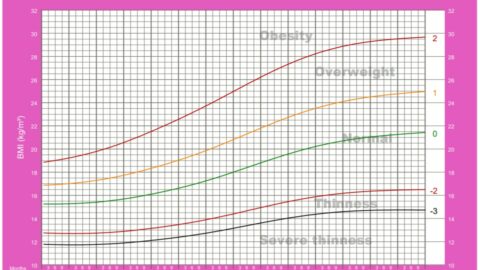 32 32
30 30
28 28
26 26
24 24
22 22
20 20
18 18
16 16
14 14
12 12
10 10
BMI (kg/m²)
Obesity
2
Overweight
1
Normal
0
Thinness
-2
-3
Severe thinness
Months